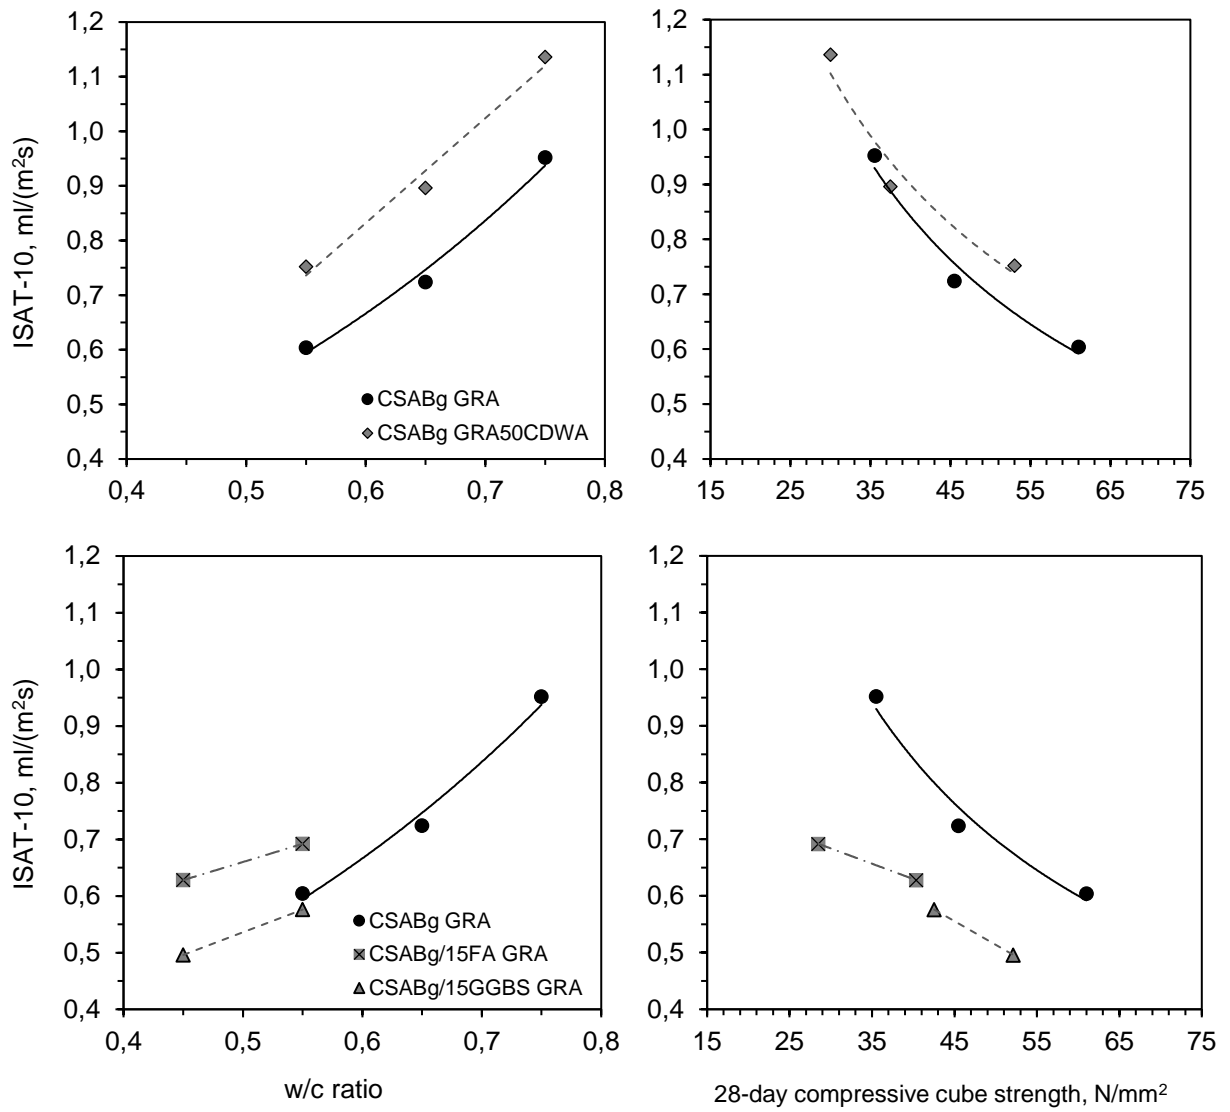 1,2
1,1
1,0
0,9
0,8
0,7
0,6
0,5
0,4
ISAT-10, ml/(m²s)
CSABg GRA
CSABg GRA50CDWA
0,4 0,5 0,6 0,7 0,8
1,2
1,1
1,0
0,9
0,8
0,7
0,6
0,5
0,4
15 25 35 45 55 65 75
1,2
1,1
1,0
0,9
0,8
0,7
0,6
0,5
0,4
ISAT-10, ml/(m²s)
CSABg GRA
CSABg/15FA GRA
CSABg/15GGBS GRA
0,4 0,5 0,6 0,7 0,8
w/c ratio
1,2
1,1
1,0
0,9
0,8
0,7
0,6
0,5
0,4
15 25 35 45 55 65 75
28-day compressive cube strength, N/mm²